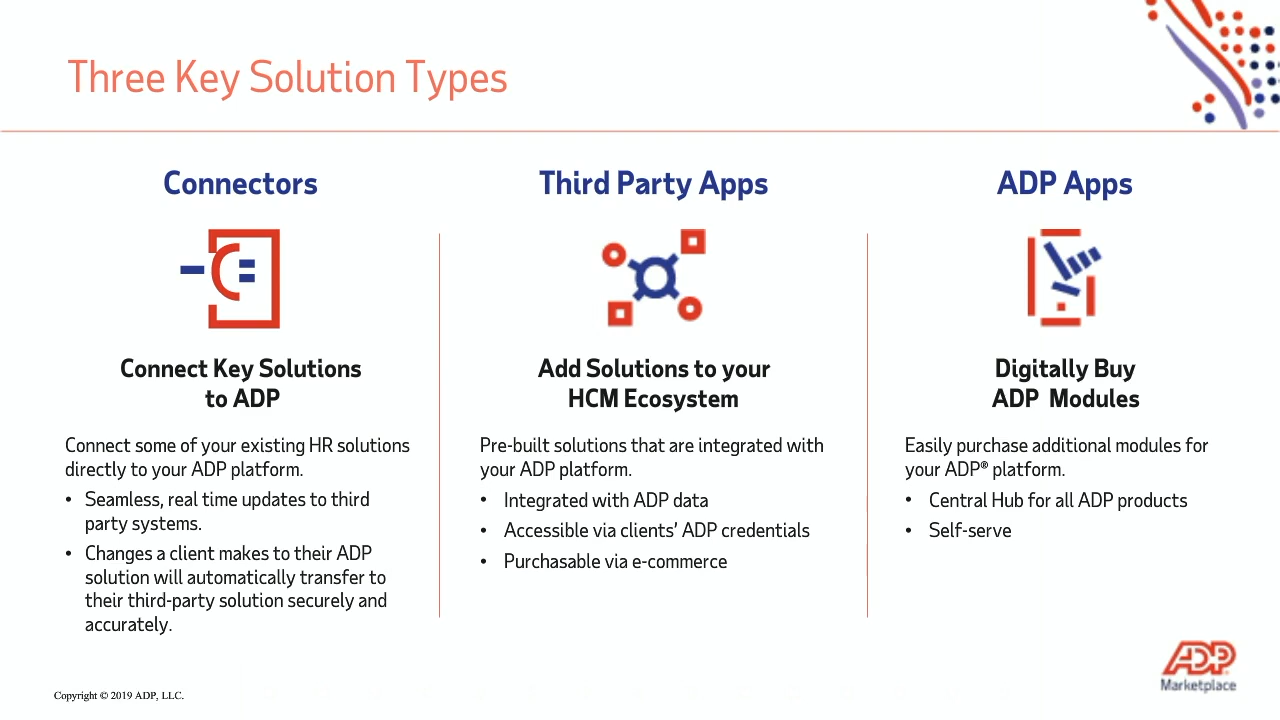 Three Key Solution Types
Connectors
Connect Key Solutions
to ADP
Connect some of your existing HR solutions
directly to your ADP platform.
• Seamless, real time updates to third
party systems.
• Changes a client makes to their ADP
solution will automatically transfer to
their third-party solution securely and
accurately.
Third Party Apps
Add Solutions to your
HCM Ecosystem
Pre-built solutions that are integrated with
your ADP platform.
• Integrated with ADP data
• Accessible via clients’ ADP credentials
• Purchasable via e-commerce
ADP Apps
Digitally Buy
ADP Modules
Easily purchase additional modules for
your ADP® platform.
• Central Hub for all ADP products
• Self-serve
Copyright © 2019 ADP, LLC.
ADP
Marketplace